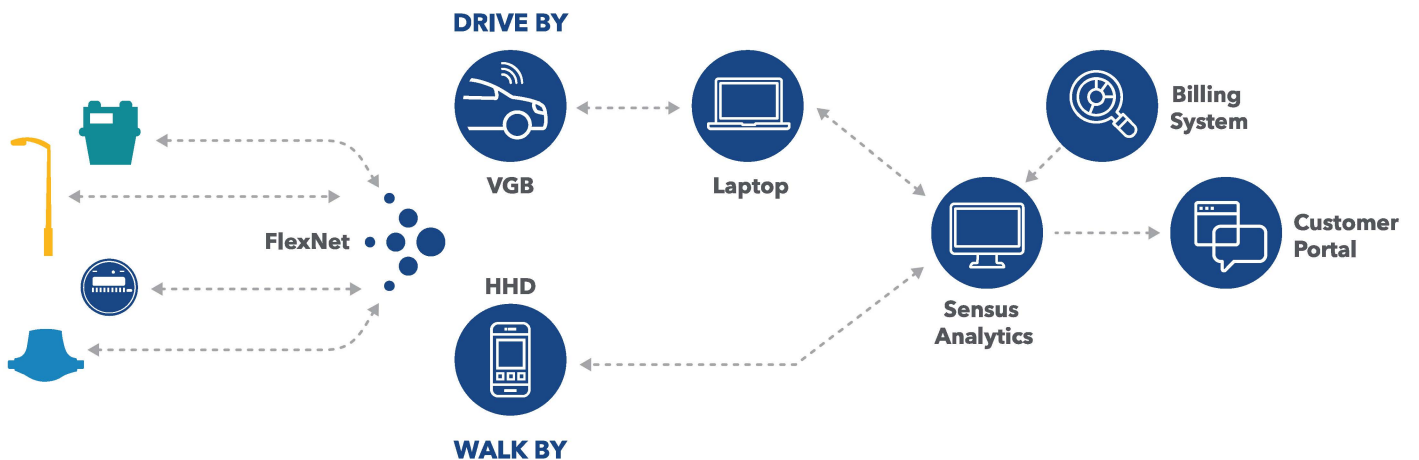 DRIVE BY
VGB
Laptop
Billing
System
FlexNet
Customer
Portal
HHD
Sensus
Analytics
WALK BY